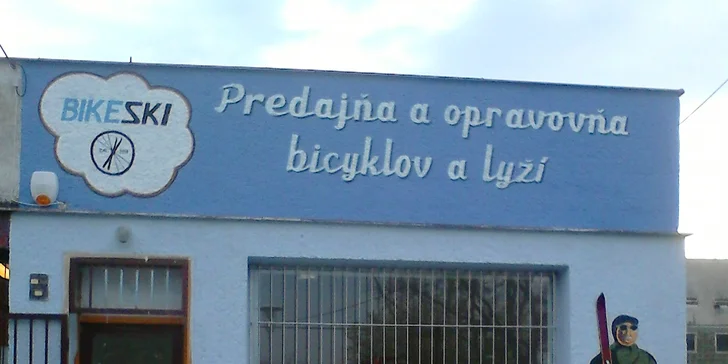 BIKESKI
Predajňa a opravovňa
bicyklov a lyží